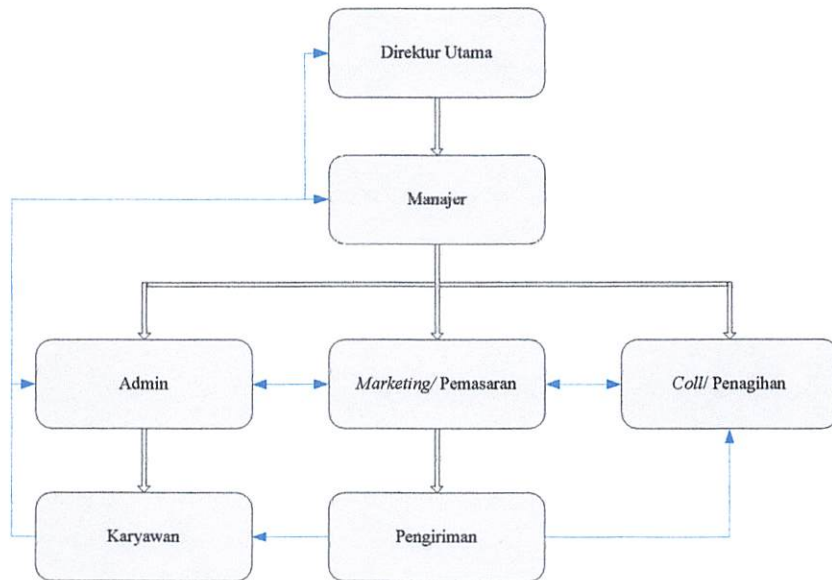 Direktur Utama
Manajer
Admin
Marketing/ Pemasaran
Coll/ Penagihan
Karyawan
Pengiriman